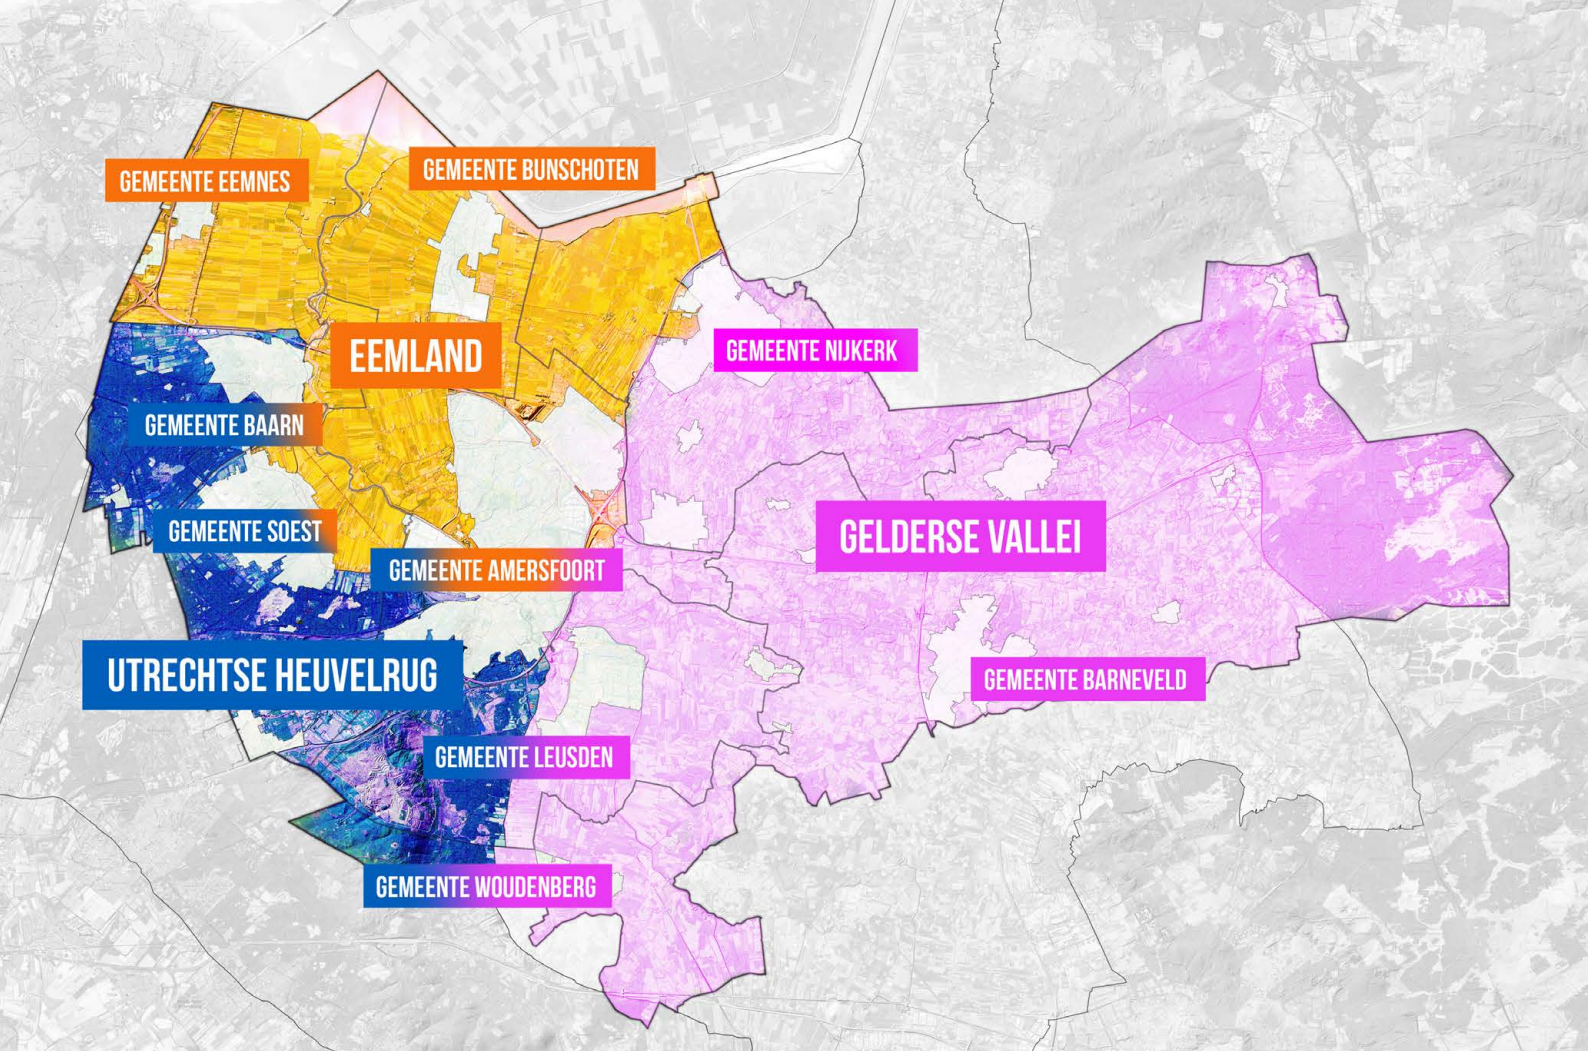 GEMEENTE BUNSCHOTEN
GEMEENTE EEMNES
GEMEENTE NIJKERK
EEMLAND
GEMEENTE BAARN
GEMEENTE SOEST
GELDERSE VALLEI
GEMEENTE AMERSFOORT
UTRECHTSE HEUVELRUG
GEMEENTE BARNEVELD
GEMEENTE LEUSDEN
GEMEENTE WOUDENBERG